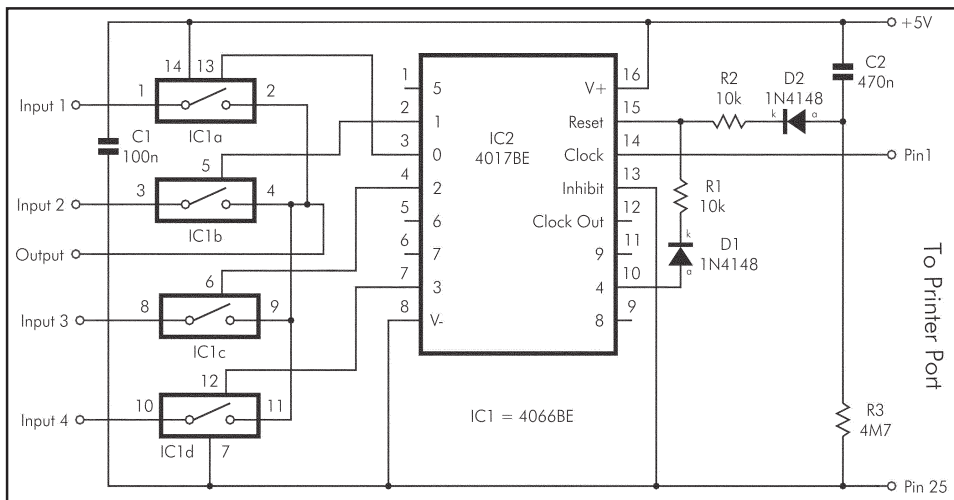 +5V
14
13
1
2
Input 1
IC1a
C1
100n
5
3
4
Input 2
IC1b
Output
6
8
9
Input 3
IC1c
12
10
11
Input 4
IC1d
7
1
5
2
1
3
0
4
2
5
6
6
7
7
3
8
V-
IC2
4017BE
V+
16
Reset
15
Clock
14
Inhibit
13
Clock Out
12
9
11
4
10
8
9
IC1 = 4066BE
R2
10k
D2
1N4148
k
a
C2
470n
Pin1
R1
10k
k
D1
1N4148
a
R3
4M7
Pin 25
To Printer Port